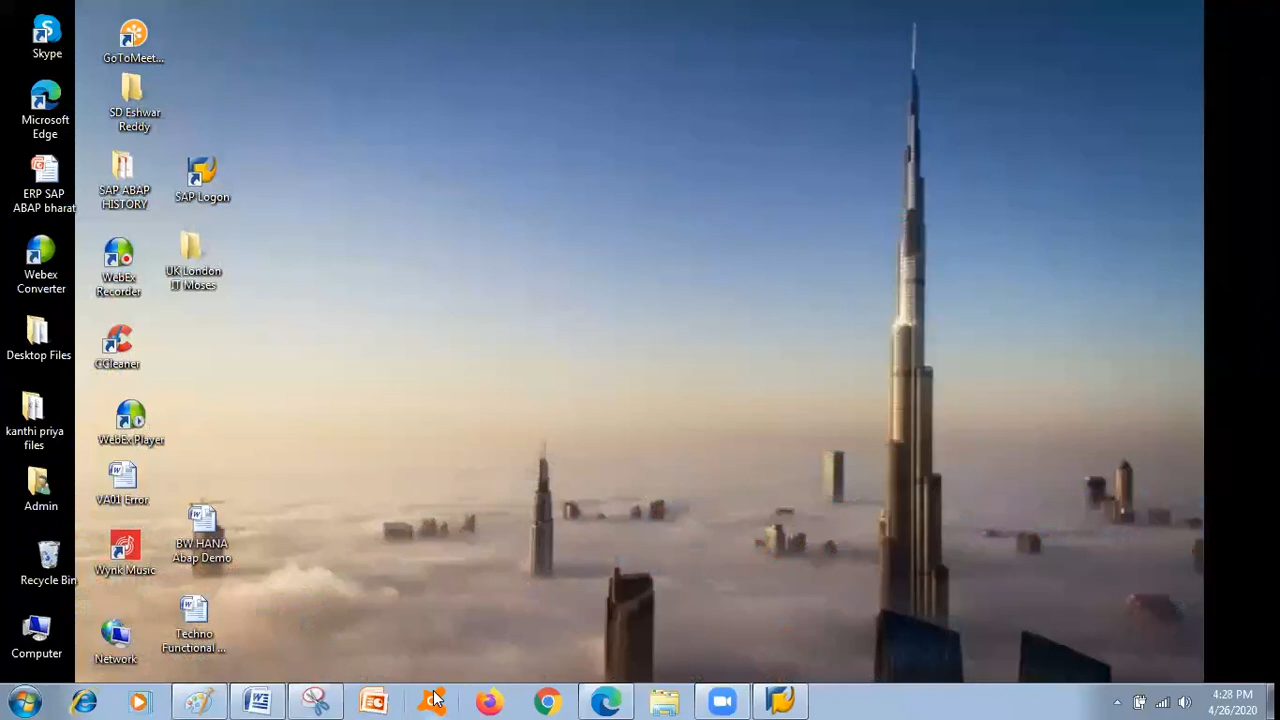 Skype
Microsoft
Edge
ERP SAP
ABAP bharat
Webex
Converter
Desktop Files
kanthi priya
files
Admin
Recycle Bin
Computer
GoToMeet...
SD Eshwar
Reddy
SAP ABAP
HISTORY
WebEx
Recorder
CCleaner
WebEx Player
VA01 Error
Wynk Music
Network
SAP Logon
UK London
IT Moses
BW HANA
Abap Demo
Techno
Functional ...
4:28 PM
4/26/2020